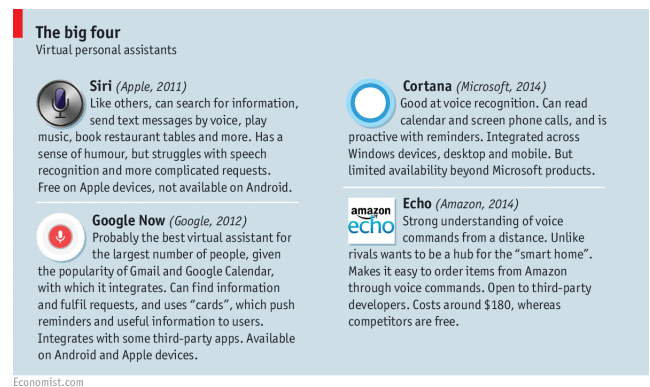 The big four
Virtual personal assistants
Siri (Apple, 2011)
Like others, can search for information,
send text messages by voice, play
music, book restaurant tables and more. Has a
sense of humour, but struggles with speech
recognition and more complicated requests.
Free on Apple devices, not available on Android.
Google Now (Google, 2012)
Probably the best virtual assistant for
the largest number of people, given
the popularity of Gmail and Google Calendar,
with which it integrates. Can find information
and fulfil requests, and uses “cards”, which push
reminders and useful information to users.
Integrates with some third-party apps. Available
on Android and Apple devices.
Cortana (Microsoft, 2014)
Good at voice recognition. Can read
calendar and screen phone calls, and is
proactive with reminders. Integrated across
Windows devices, desktop and mobile. But
limited availability beyond Microsoft products.
amazon
echo
Echo (Amazon, 2014)
Strong understanding of voice
commands from a distance. Unlike
rivals wants to be a hub for the “smart home”.
Makes it easy to order items from Amazon
through voice commands. Open to third-party
developers. Costs around $180, whereas
competitors are free.
Economist.com